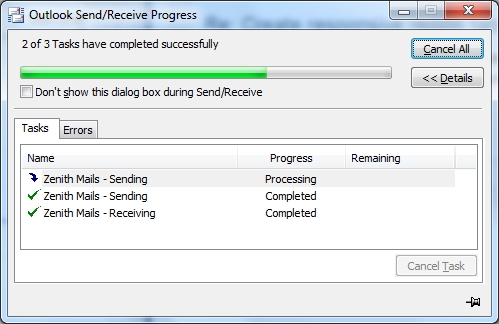 Outlook Send/Receive Progress
2 of 3 Tasks have completed successfully
Cancel All
<< Details
Don't show this dialog box during Send/Receive
Tasks Errors
Name Progress Remaining
Zenith Mails - Sending Processing
Zenith Mails - Sending Completed
Zenith Mails - Receiving Completed
Cancel Task